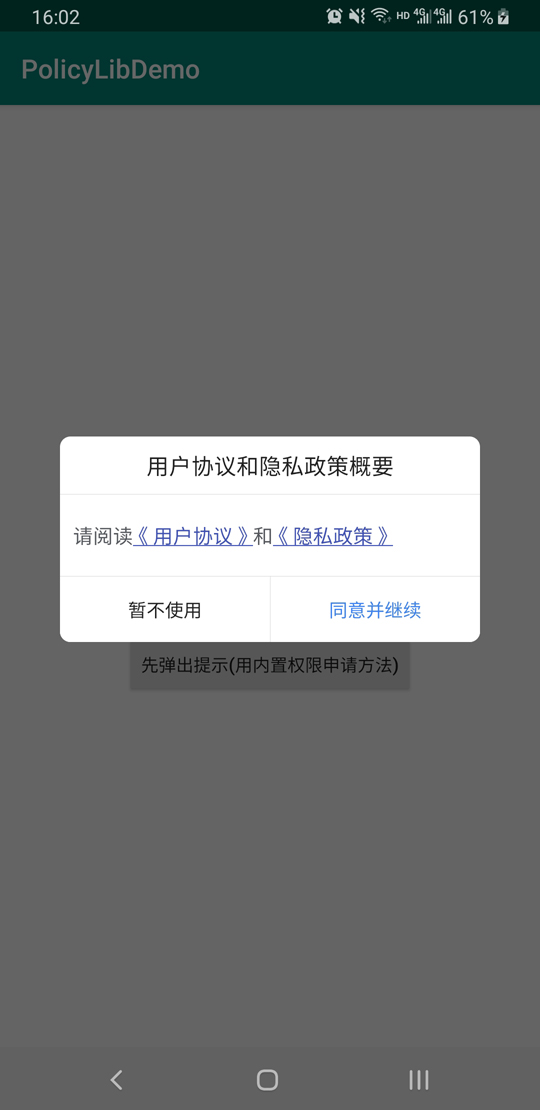 16:02 HD 4G 4G 61%
PolicyLibDemo
用户协议和隐私政策概要
请阅读《用户协议》和《隐私政策》
暂不使用 同意并继续
先弹出提示(用内置权限申请方法)